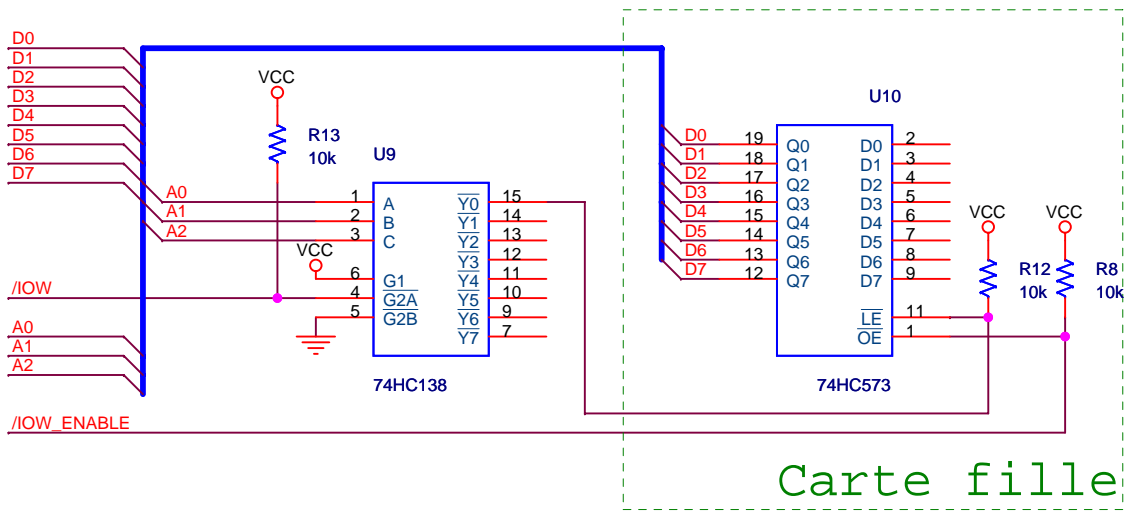 D0
D1
D2
D3
D4
D5
D6
D7
/IOW
A0
A1
A2
/IOW_ENABLE
VCC
R13
10k
A0
A1
A2
VCC
U9
1 A Y0 15
2 B Y1 14
3 C Y2 13
Y3 12
6 G1 Y4 11
4 G2A Y5 10
5 G2B Y6 9
Y7 7
74HC138
U10
D0 19 Q0 D0 2
D1 18 Q1 D1 3
D2 17 Q2 D2 4
D3 16 Q3 D3 5
D4 15 Q4 D4 6
D5 14 Q5 D5 7
D6 13 Q6 D6 8
D7 12 Q7 D7 9
LE 11
OE 1
74HC573
VCC
R12
10k
VCC
R8
10k
Carte fille